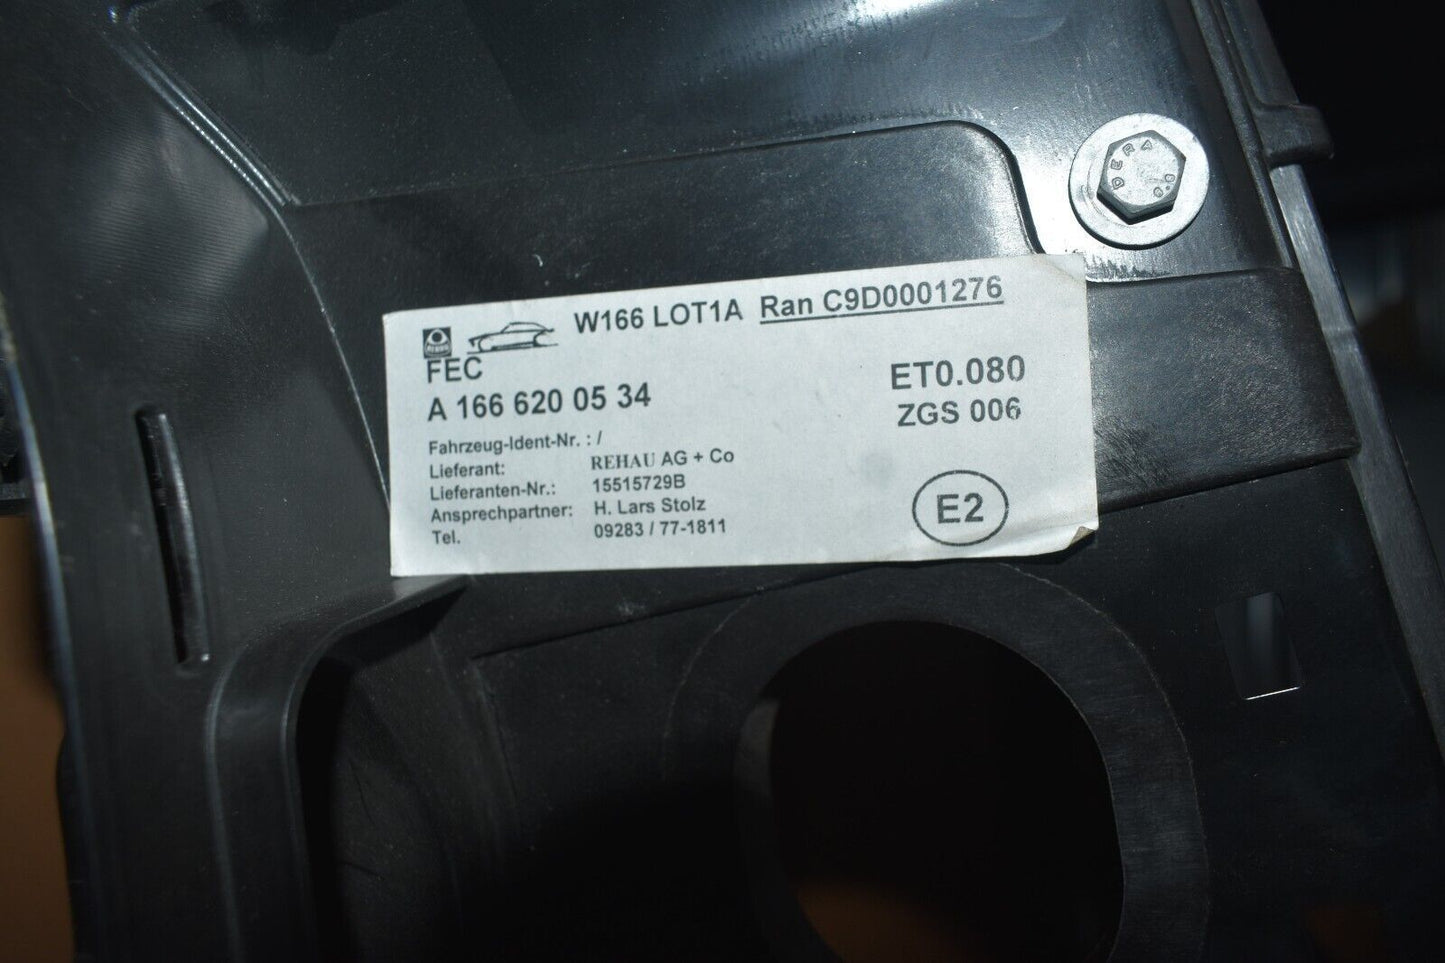 W166 LOT1A Ran C9D0001276
FEC
A 166 620 05 34
ET0.080
ZGS 006
Fahrzeug-Ident-Nr. : /
Lieferant: REHAU AG + Co
Lieferanten-Nr.: 15515729B
Ansprechpartner: H. Lars Stolz
Tel. 09283 / 77-1811
E2